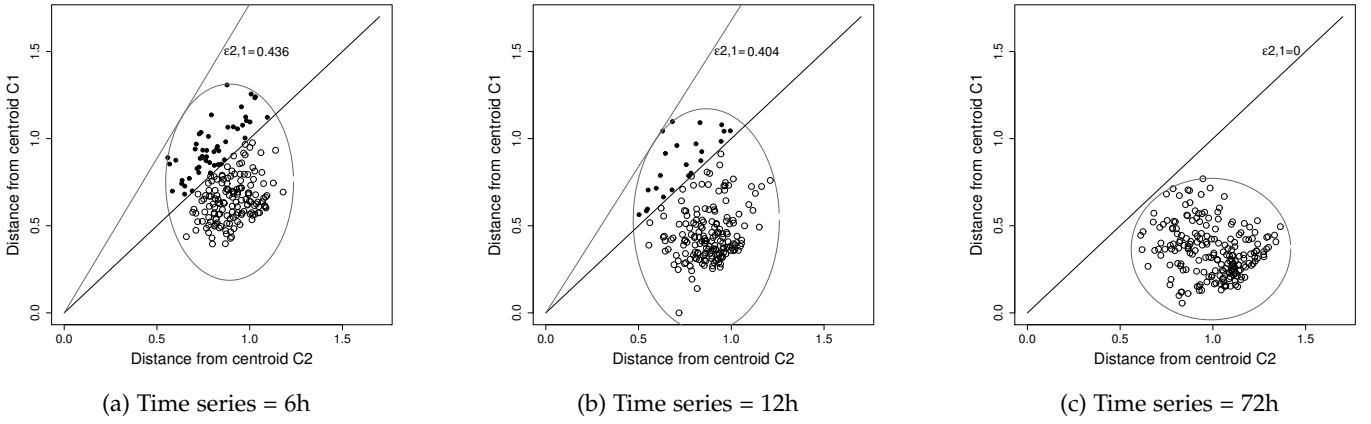 ε2,1=0.436
Distance from centroid C1
0.0 0.5 1.0 1.5
0.0 0.5 1.0 1.5
Distance from centroid C2
(a) Time series = 6h
ε2,1=0.404
Distance from centroid C1
0.0 0.5 1.0 1.5
0.0 0.5 1.0 1.5
Distance from centroid C2
(b) Time series = 12h
ε2,1=0
Distance from centroid C1
0.0 0.5 1.0 1.5
0.0 0.5 1.0 1.5
Distance from centroid C2
(c) Time series = 72h